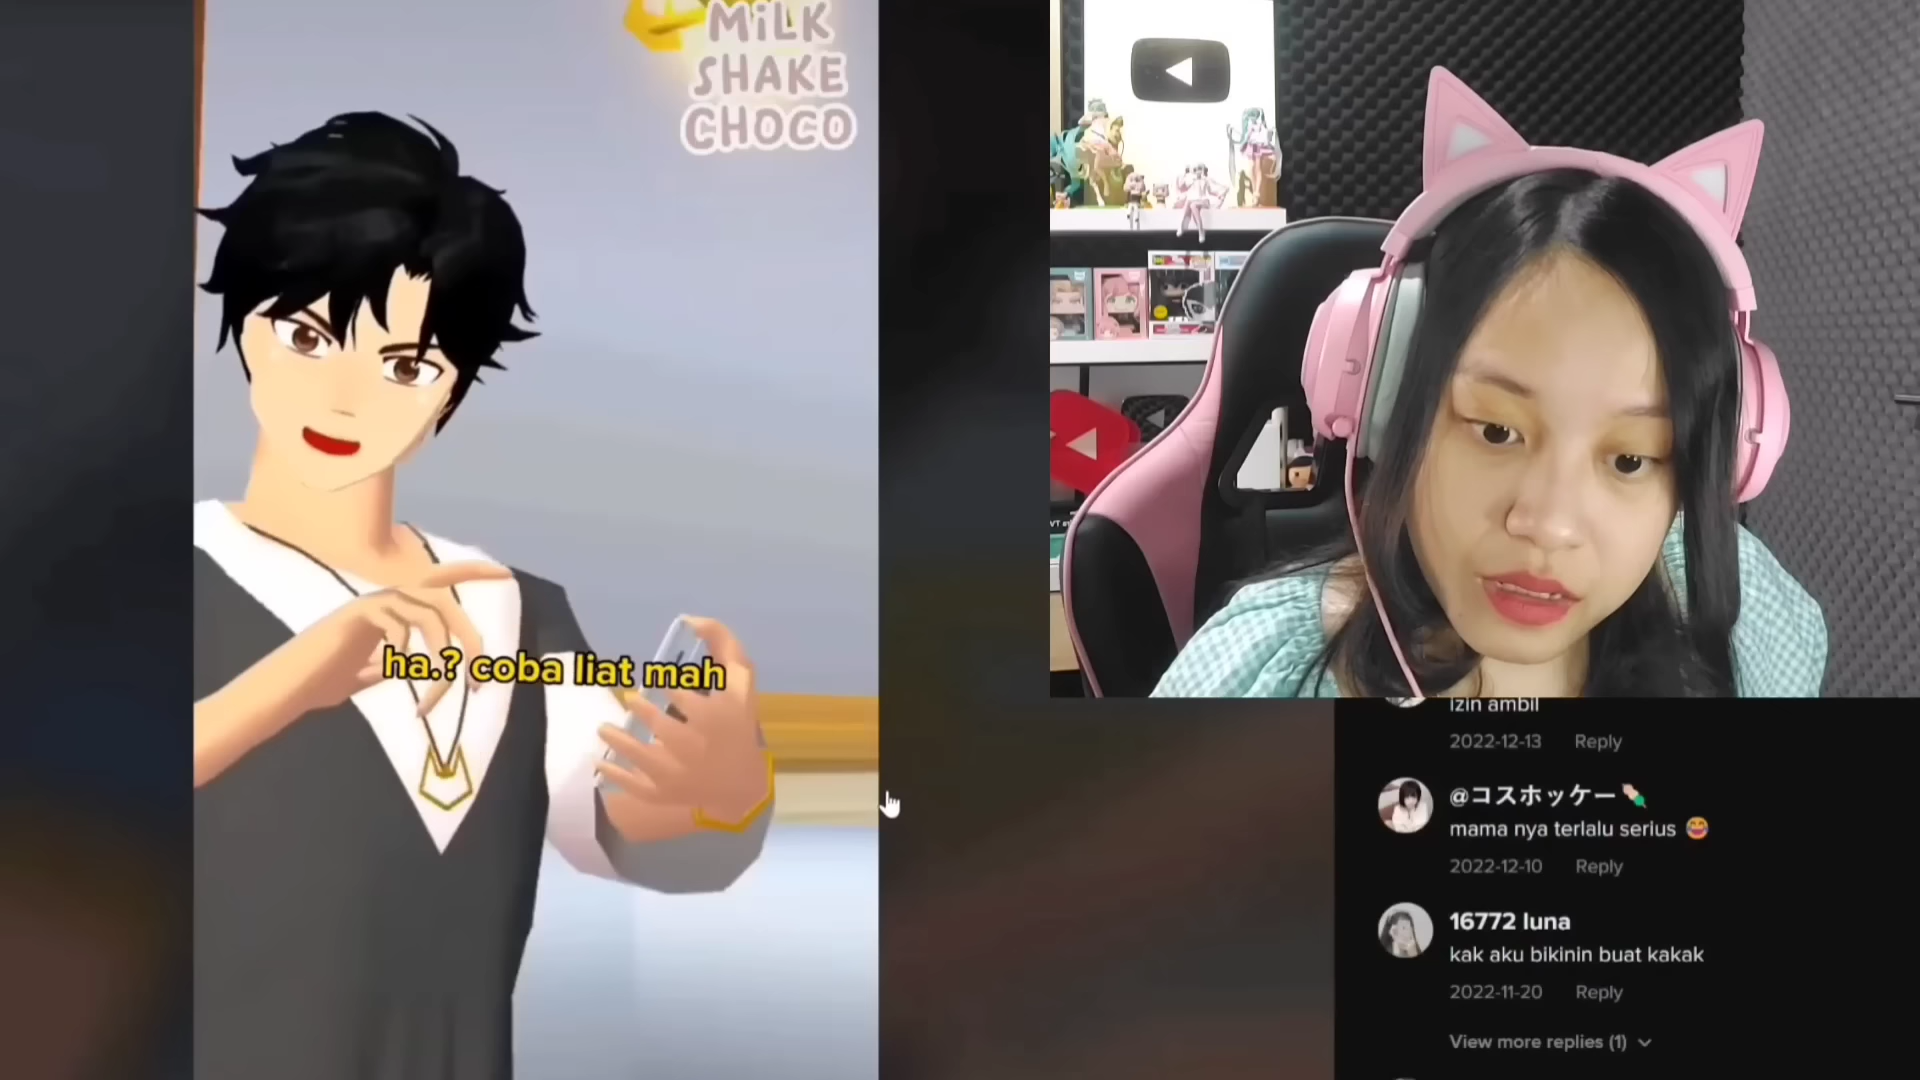 MiLK
SHAKE
CHOCO
ha.? coba liat mah
izin ambil
2022-12-13 Reply
@コスホッケー🍡
mama nya terlalu serius 😂
2022-12-10 Reply
16772 luna
kak aku bikinin buat kakak
2022-11-20 Reply
View more replies (1)